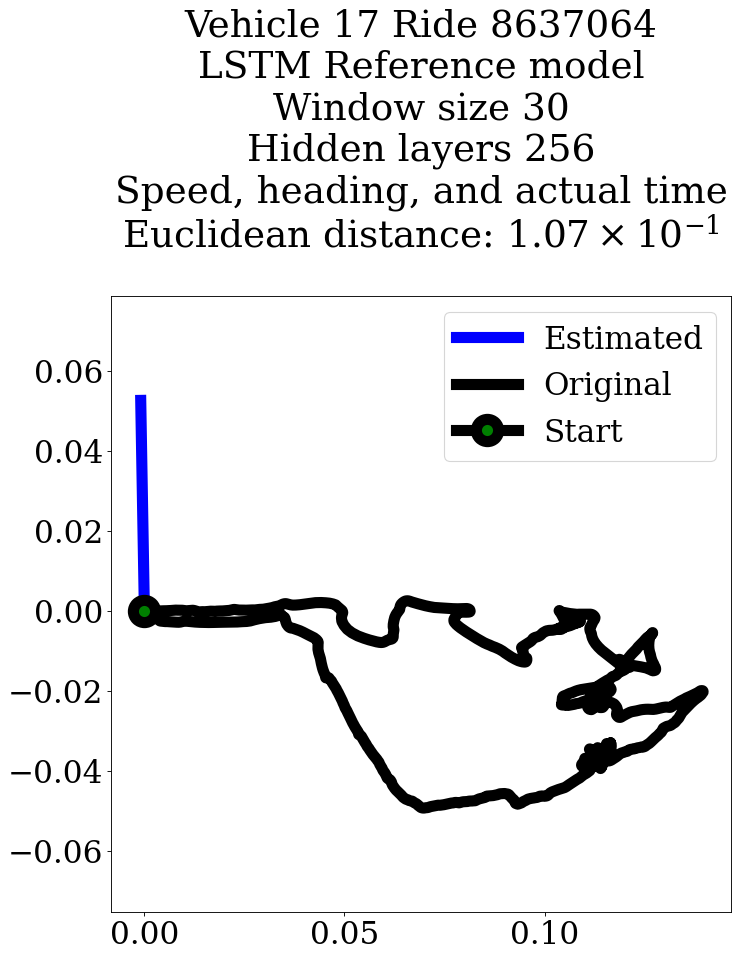 Vehicle 17 Ride 8637064
LSTM Reference model
Window size 30
Hidden layers 256
Speed, heading, and actual time
Euclidean distance: 1.07 × 10⁻¹
Estimated
Original
Start
0.06
0.04
0.02
0.00
−0.02
−0.04
−0.06
0.00 0.05 0.10